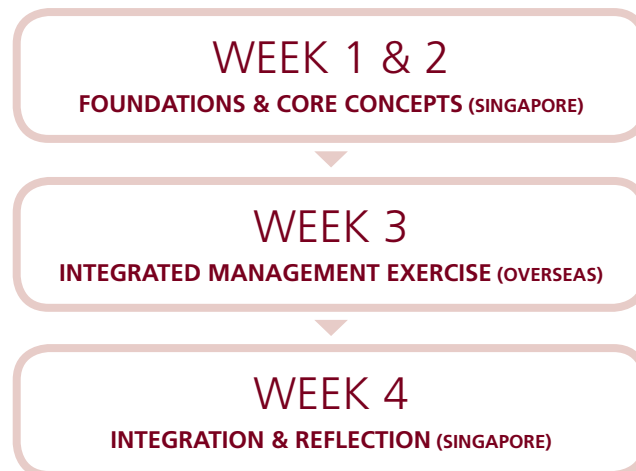 WEEK 1 & 2
FOUNDATIONS & CORE CONCEPTS (SINGAPORE)
WEEK 3
INTEGRATED MANAGEMENT EXERCISE (OVERSEAS)
WEEK 4
INTEGRATION & REFLECTION (SINGAPORE)